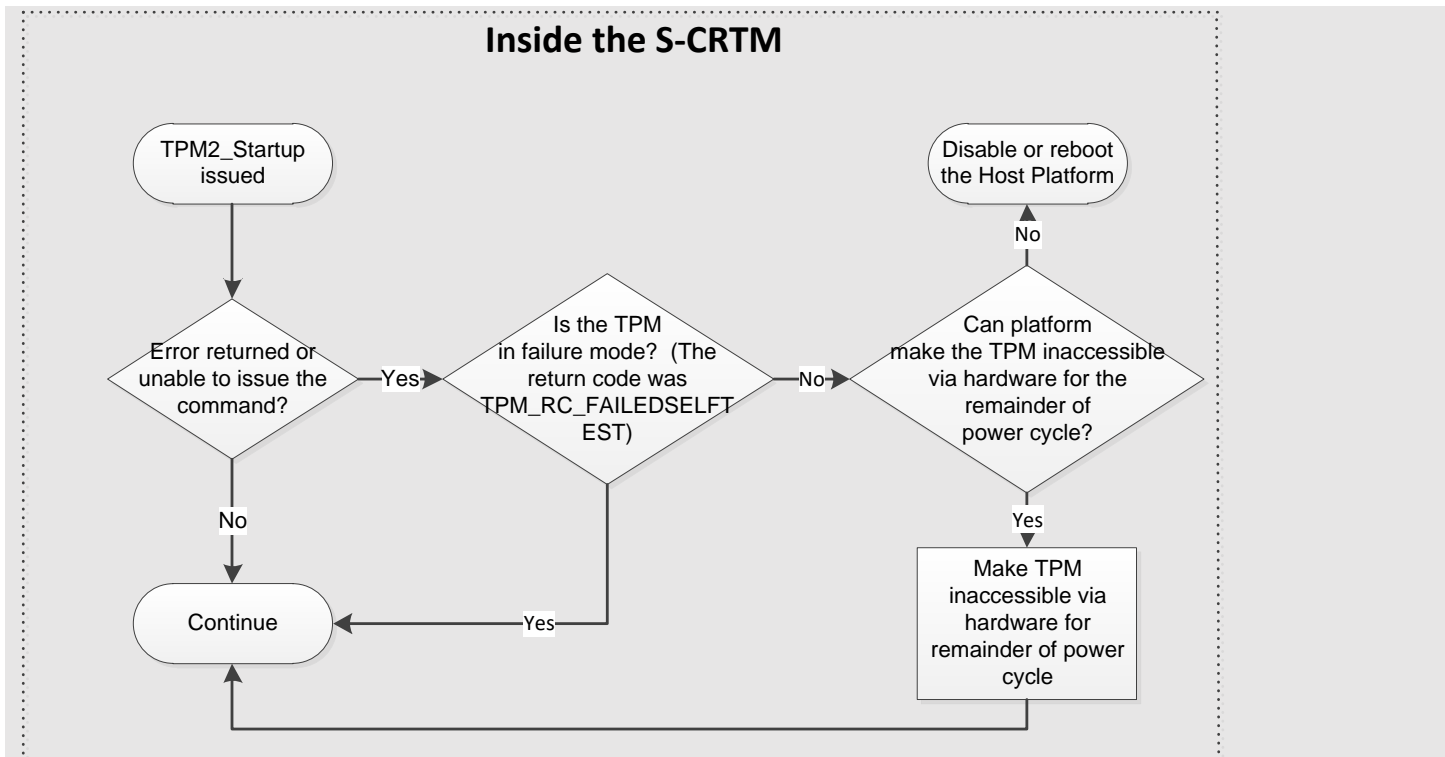 Inside the S-CRTM
TPM2_Startup
issued
Disable or reboot
the Host Platform
No
Error returned or
unable to issue the
command?
Yes
Is the TPM
in failure mode?  (The
return code was
TPM_RC_FAILEDSELFT
EST)
No
Can platform
make the TPM inaccessible
via hardware for the
remainder of
power cycle?
No
Yes
Continue
Yes
Make TPM
inaccessible via
hardware for
remainder of power
cycle